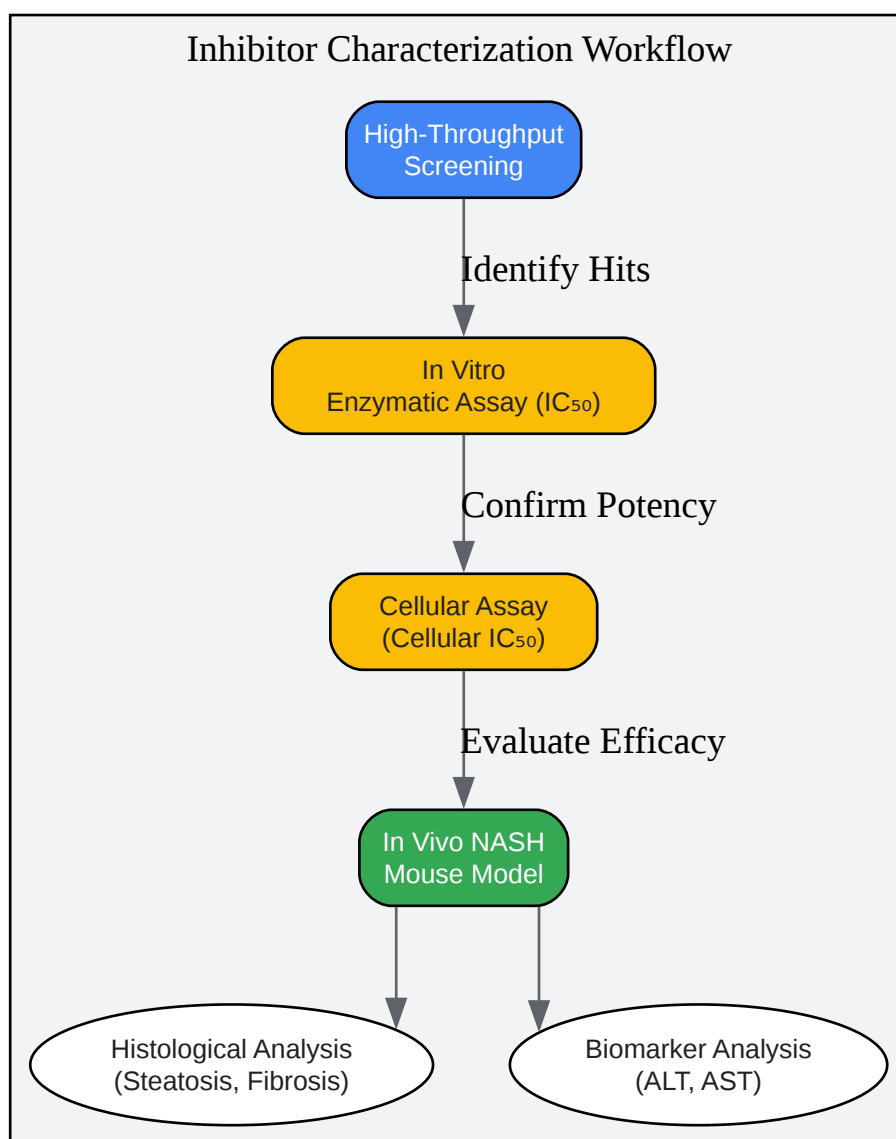 Inhibitor Characterization Workflow
High-Throughput
Screening
Identify Hits
In Vitro
Enzymatic Assay (IC₅₀)
Confirm Potency
Cellular Assay
(Cellular IC₅₀)
Evaluate Efficacy
In Vivo NASH
Mouse Model
Histological Analysis
(Steatosis, Fibrosis)
Biomarker Analysis
(ALT, AST)